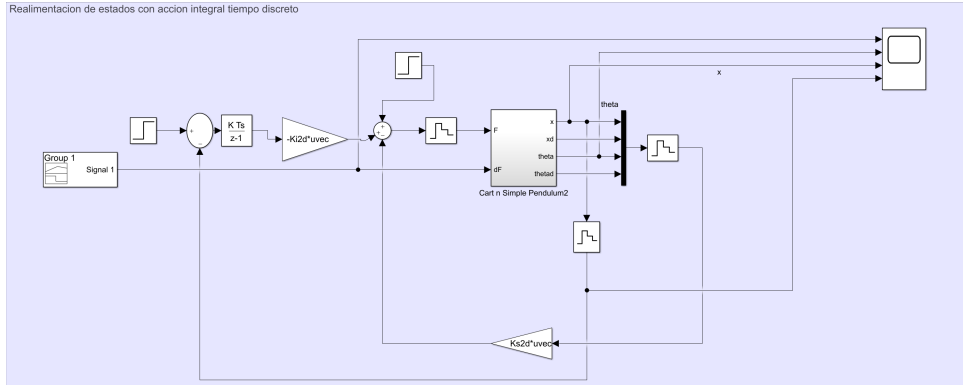 Realimentacion de estados con accion integral tiempo discreto
x
theta
K Ts
z-1
-Ki2d*uvec
F
x
xd
theta
thetad
dF
Group 1
Signal 1
Cart n Simple Pendulum2
Ks2d*uvec